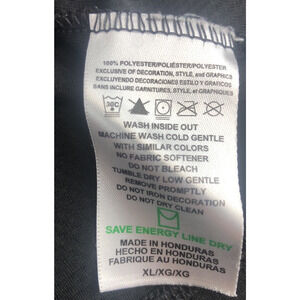 100% POLYESTER/POLIÉSTER/POLYESTER
EXCLUSIVE OF DECORATION, STYLE, and GRAPHICS
EXCLUYENDO DECORACIONES ESTILO Y GRAFICOS
SANS INCLURE GARNITURES, STYLE, et GRAPHIQUES
30C
WASH INSIDE OUT
MACHINE WASH COLD GENTLE
WITH SIMILAR COLORS
NO FABRIC SOFTENER
DO NOT BLEACH
TUMBLE DRY LOW GENTLE
REMOVE PROMPTLY
DO NOT IRON DECORATION
DO NOT DRY CLEAN
SAVE ENERGY LINE DRY
MADE IN HONDURAS
HECHO EN HONDURAS
FABRIQUE AU HONDURAS
XL/XG/XG